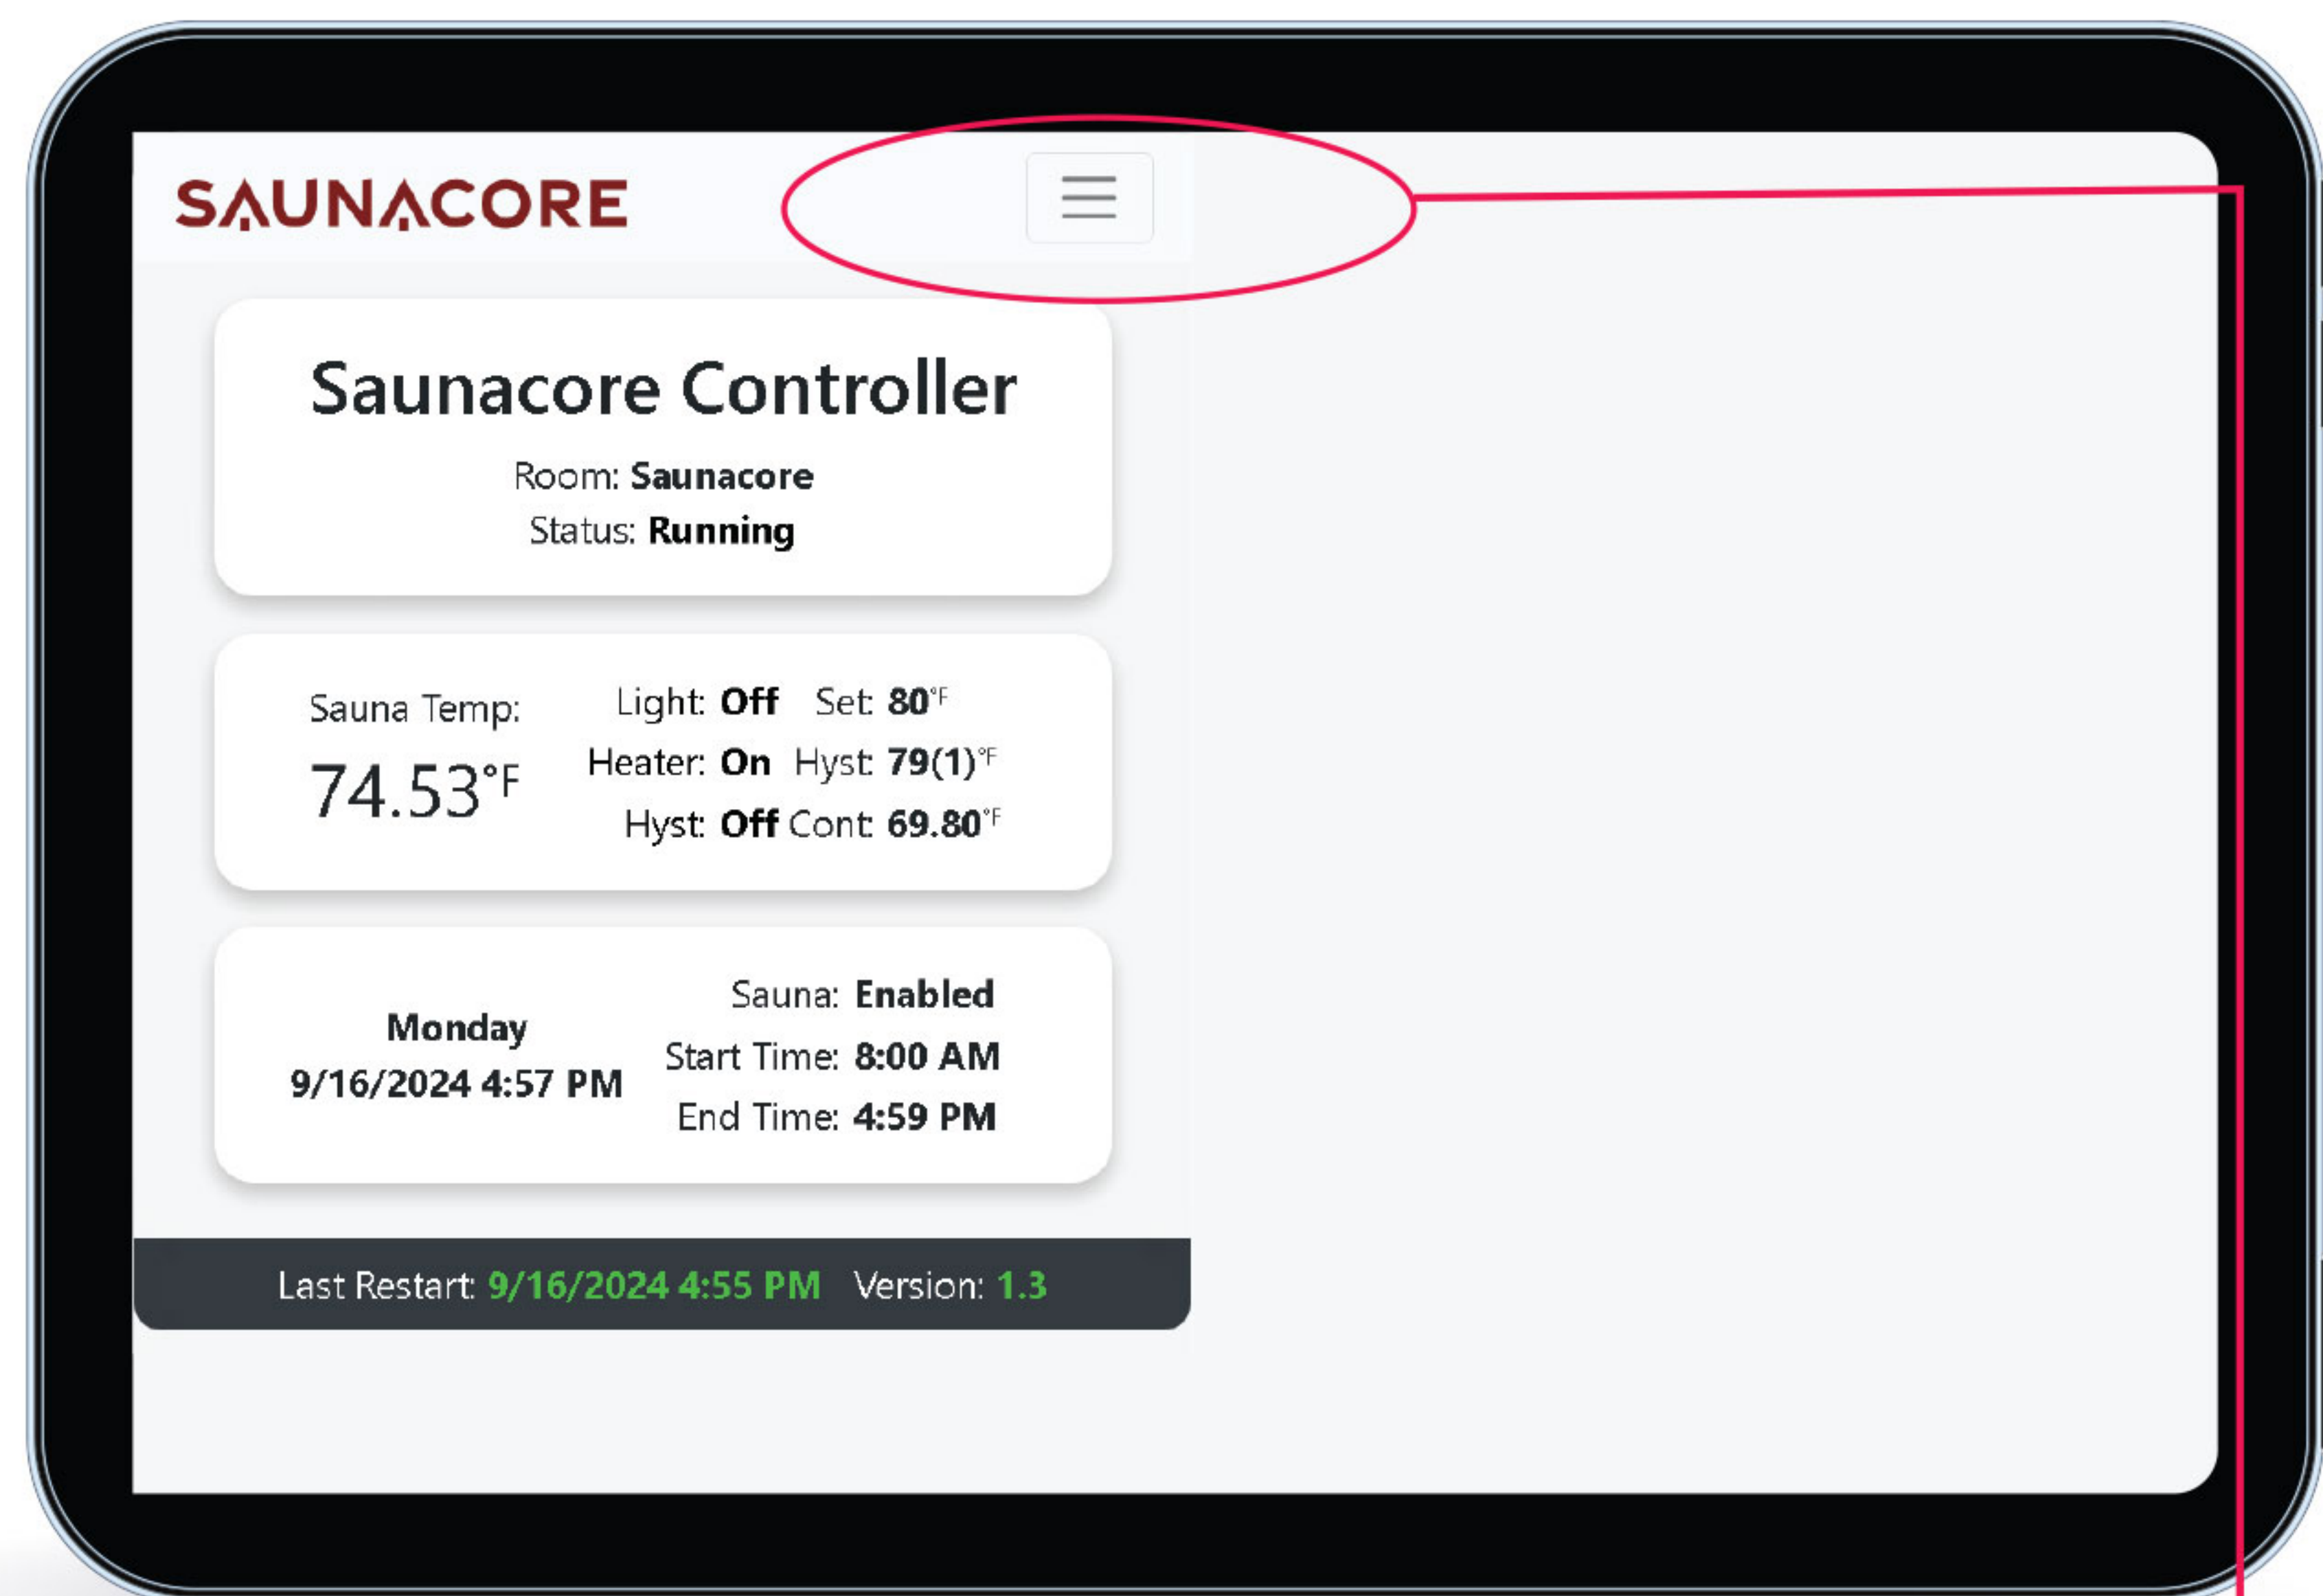 SAUNACORE
Saunacore Controller
Room: Saunacore
Status: Running
Sauna Temp:
74.53°F
Light: Off Set: 80°F
Heater: On Hyst: 79(1)°F
Hyst: Off Cont: 69.80°F
Monday
9/16/2024 4:57 PM
Sauna: Enabled
Start Time: 8:00 AM
End Time: 4:59 PM
Last Restart: 9/16/2024 4:55 PM Version: 1.3